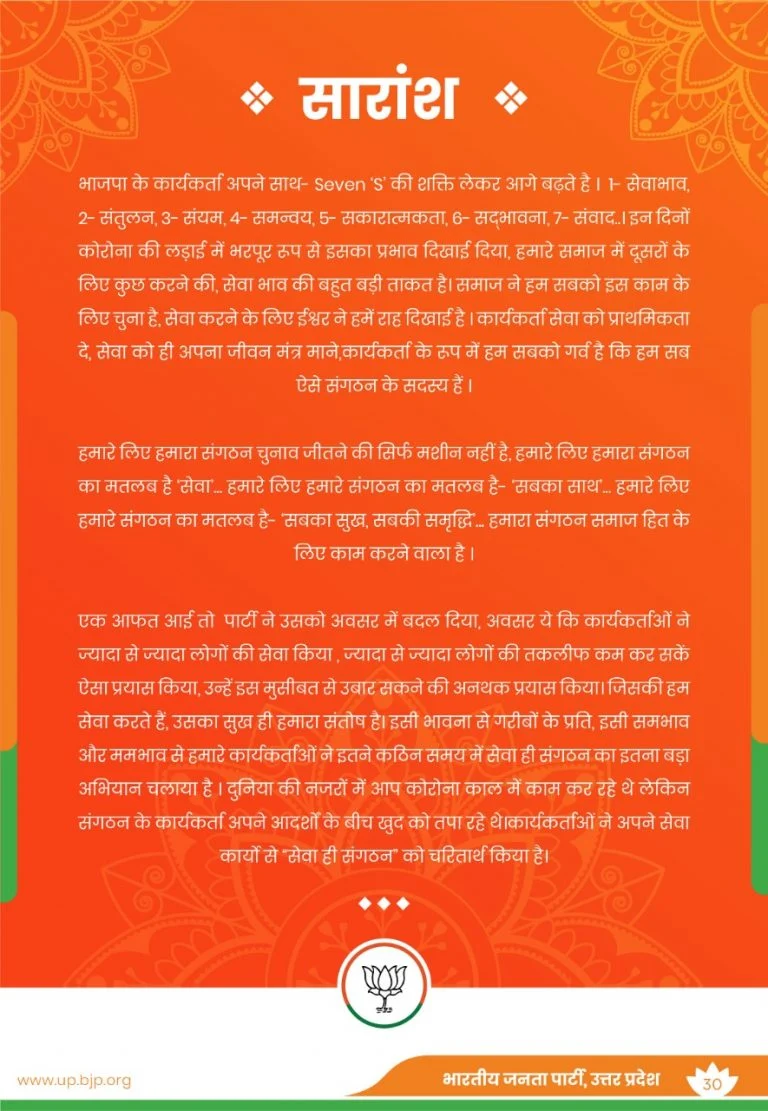 सारांश
भाजपा के कार्यकर्ता अपने साथ- Seven 'S' की शक्ति लेकर आगे बढ़ते है । 1- सेवाभाव,
2- संतुलन, 3- संयम, 4- समन्वय, 5- सकारात्मकता, 6- सद्भावना, 7- संवाद..। इन दिनों
कोरोना की लड़ाई में भरपूर रूप से इसका प्रभाव दिखाई दिया, हमारे समाज में दूसरों के
लिए कुछ करने की, सेवा भाव की बहुत बड़ी ताकत है। समाज ने हम सबको इस काम के
लिए चुना है, सेवा करने के लिए ईश्वर ने हमें राह दिखाई है । कार्यकर्ता सेवा को प्राथमिकता
दे, सेवा को ही अपना जीवन मंत्र माने,कार्यकर्ता के रूप में हम सबको गर्व है कि हम सब
ऐसे संगठन के सदस्य हैं ।
हमारे लिए हमारा संगठन चुनाव जीतने की सिर्फ मशीन नहीं है, हमारे लिए हमारा संगठन
का मतलब है 'सेवा'... हमारे लिए हमारे संगठन का मतलब है- 'सबका साथ'... हमारे लिए
हमारे संगठन का मतलब है- 'सबका सुख, सबकी समृद्धि'... हमारा संगठन समाज हित के
लिए काम करने वाला है ।
एक आफत आई तो पार्टी ने उसको अवसर में बदल दिया, अवसर ये कि कार्यकर्ताओं ने
ज्यादा से ज्यादा लोगों की सेवा किया , ज्यादा से ज्यादा लोगों की तकलीफ कम कर सकें
ऐसा प्रयास किया, उन्हें इस मुसीबत से उबार सकने की अनथक प्रयास किया। जिसकी हम
सेवा करते हैं, उसका सुख ही हमारा संतोष है। इसी भावना से गरीबों के प्रति, इसी समभाव
और ममभाव से हमारे कार्यकर्ताओं ने इतने कठिन समय में सेवा ही संगठन का इतना बड़ा
अभियान चलाया है । दुनिया की नजरों में आप कोरोना काल में काम कर रहे थे लेकिन
संगठन के कार्यकर्ता अपने आदर्शों के बीच खुद को तपा रहे थे।कार्यकर्ताओं ने अपने सेवा
कार्यो से "सेवा ही संगठन" को चरितार्थ किया है।
www.up.bjp.org
भारतीय जनता पार्टी, उत्तर प्रदेश
30